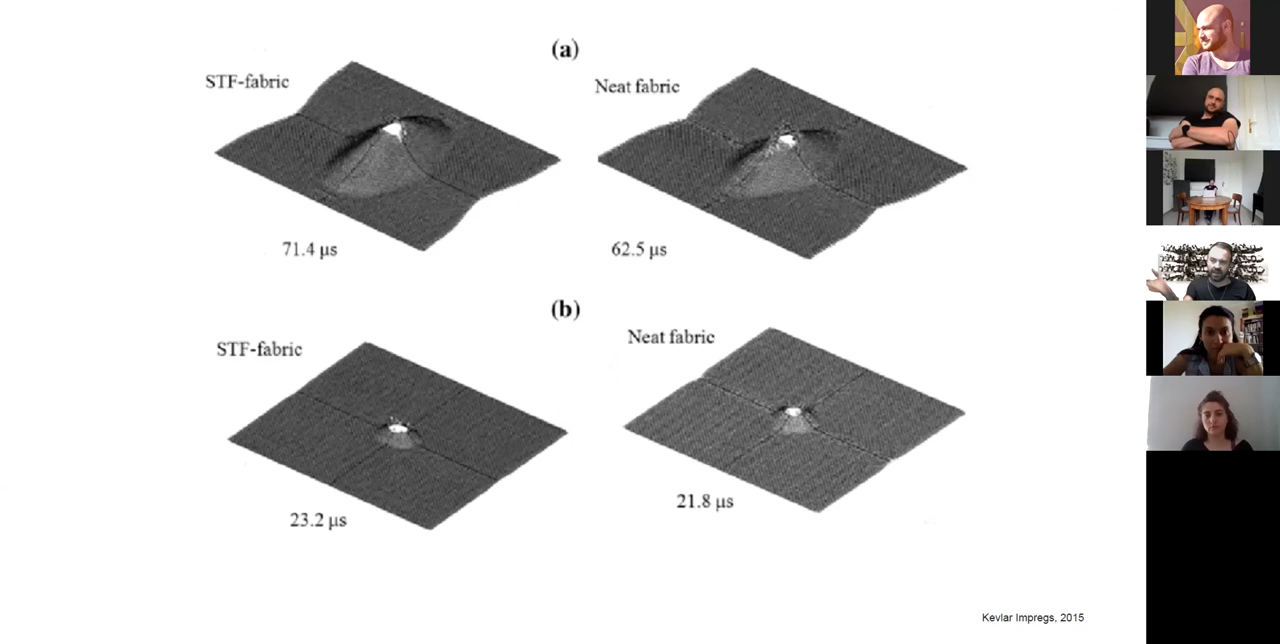 (a)
STF-fabric
Neat fabric
71.4 µs
62.5 µs
(b)
STF-fabric
Neat fabric
23.2 µs
21.8 µs
Kevlar Impregs, 2015